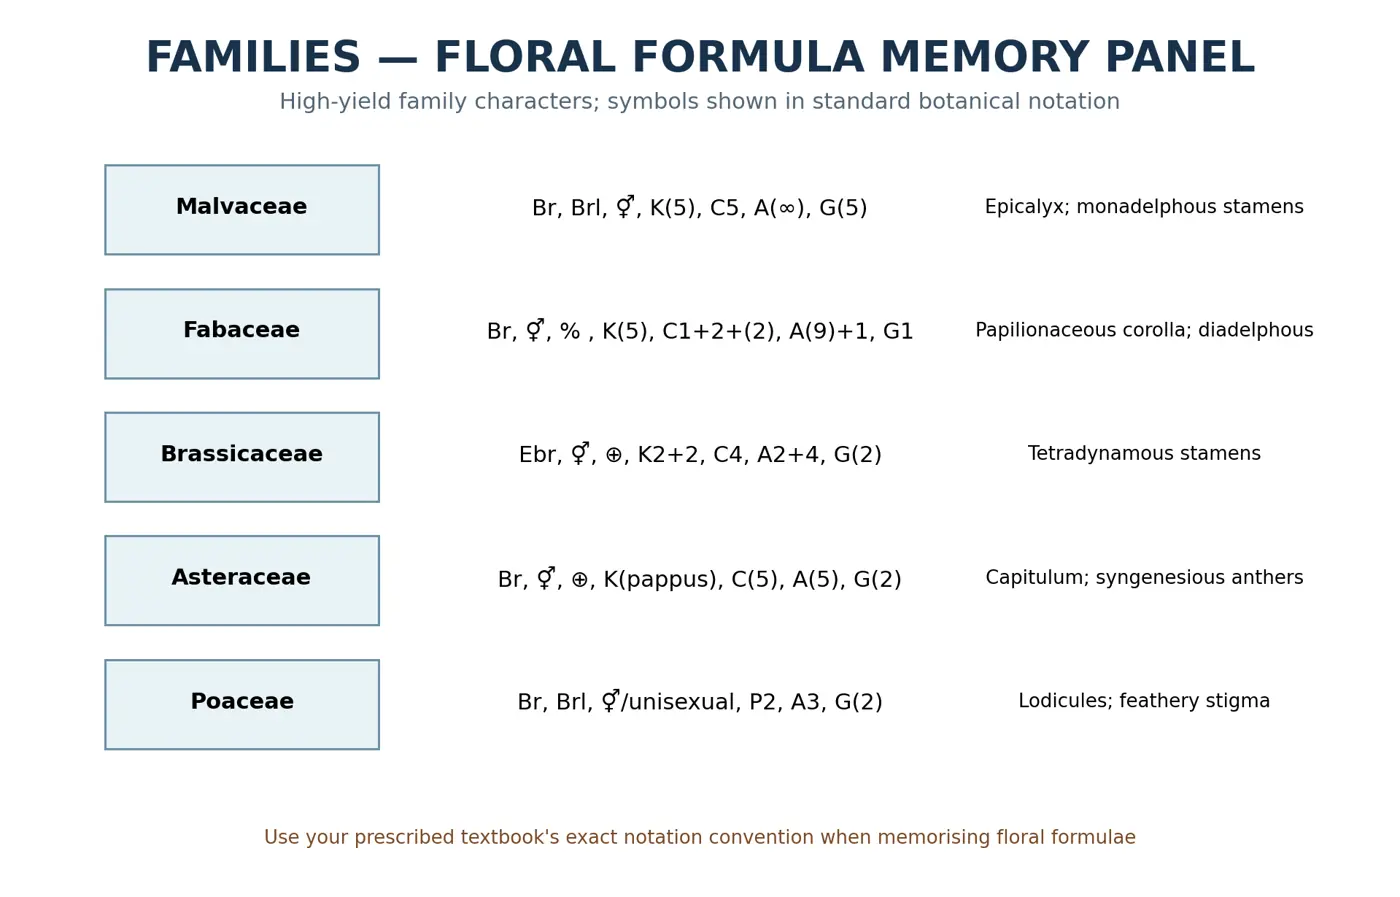 FAMILIES — FLORAL FORMULA MEMORY PANEL
High-yield family characters; symbols shown in standard botanical notation
Malvaceae
Br, Brl, ⚥, K(5), C5, A(∞), G(5)
Epicalyx; monadelphous stamens
Fabaceae
Br, ⚥, % , K(5), C1+2+(2), A(9)+1, G1
Papilionaceous corolla; diadelphous
Brassicaceae
Ebr, ⚥, ⊕, K2+2, C4, A2+4, G(2)
Tetradynamous stamens
Asteraceae
Br, ⚥, ⊕, K(pappus), C(5), A(5), G(2)
Capitulum; syngenesious anthers
Poaceae
Br, Brl, ⚥/unisexual, P2, A3, G(2)
Lodicules; feathery stigma
Use your prescribed textbook's exact notation convention when memorising floral formulae